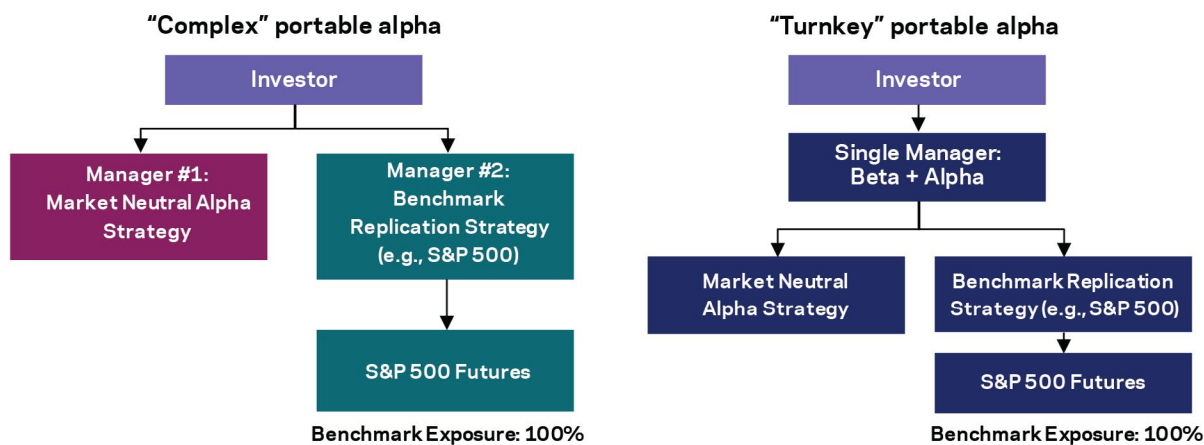 “Complex” portable alpha
Investor
Manager #1:
Market Neutral Alpha
Strategy
Manager #2:
Benchmark
Replication Strategy
(e.g., S&P 500)
S&P 500 Futures
Benchmark Exposure: 100%
“Turnkey” portable alpha
Investor
Single Manager:
Beta + Alpha
Market Neutral
Alpha Strategy
Benchmark Replication
Strategy (e.g., S&P 500)
S&P 500 Futures
Benchmark Exposure: 100%